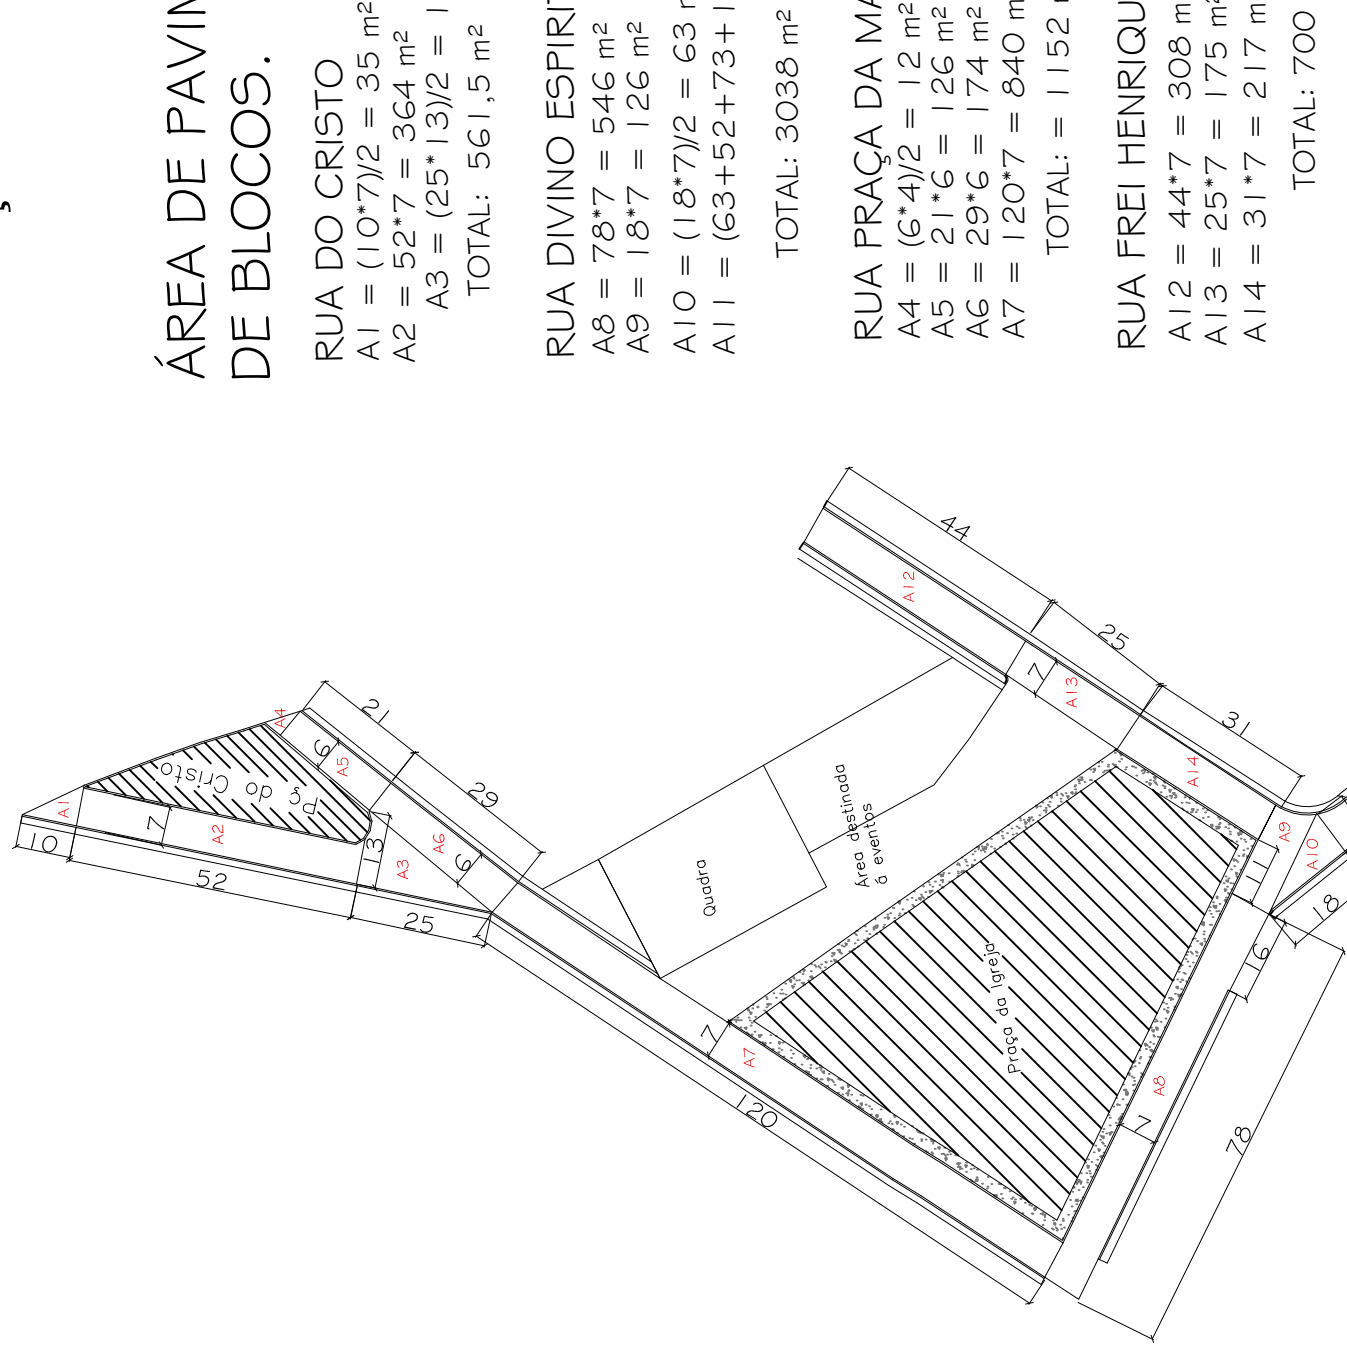 ÁREA DE
DE BLOCOS.
RUA DO CRISTO
A1 = (10*7)/2 = 35 m²
A2 = 52*7 = 364 m²
A3 = (25*13)/2 = 1
TOTAL: 561,5 m²
RUA DIVINO
A8 = 78*7 = 546 m²
A9 = 18*7 = 126 m²
A10 = (18*7)/2 = 63
A11 = (63+52+73+1
TOTAL: 3038 m²
RUA PRAÇA DA
A4 = (6*4)/2 = 12 m²
A5 = 21*6 = 126 m²
A6 = 29*6 = 174 m²
A7 = 120*7 = 840 m
TOTAL: = 1152
RUA FREI
A12 = 44*7 = 308 m
A13 = 25*7 = 175 m²
A14 = 31*7 = 217 m
TOTAL: 700
A1
10
A2
7
52
Pç do Cristo
A3
13
25
A4
21
A5
6
A6
6
29
Quadra
Área destinada
á eventos
A7
7
120
Praça da Igreja
A12
44
A13
7
25
A14
31
A9
11
A10
18
16
A8
7
78